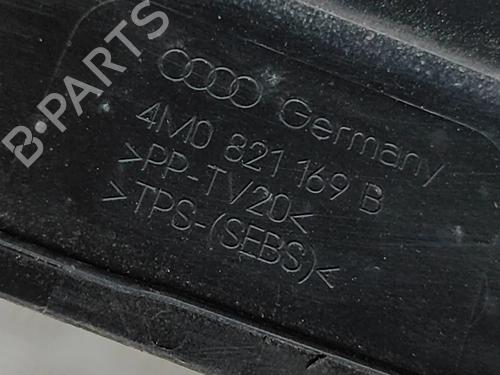 B-PARTS
Germany
4M0 821 169 B
>PP-TV20<
>TPS-(SEBS)<